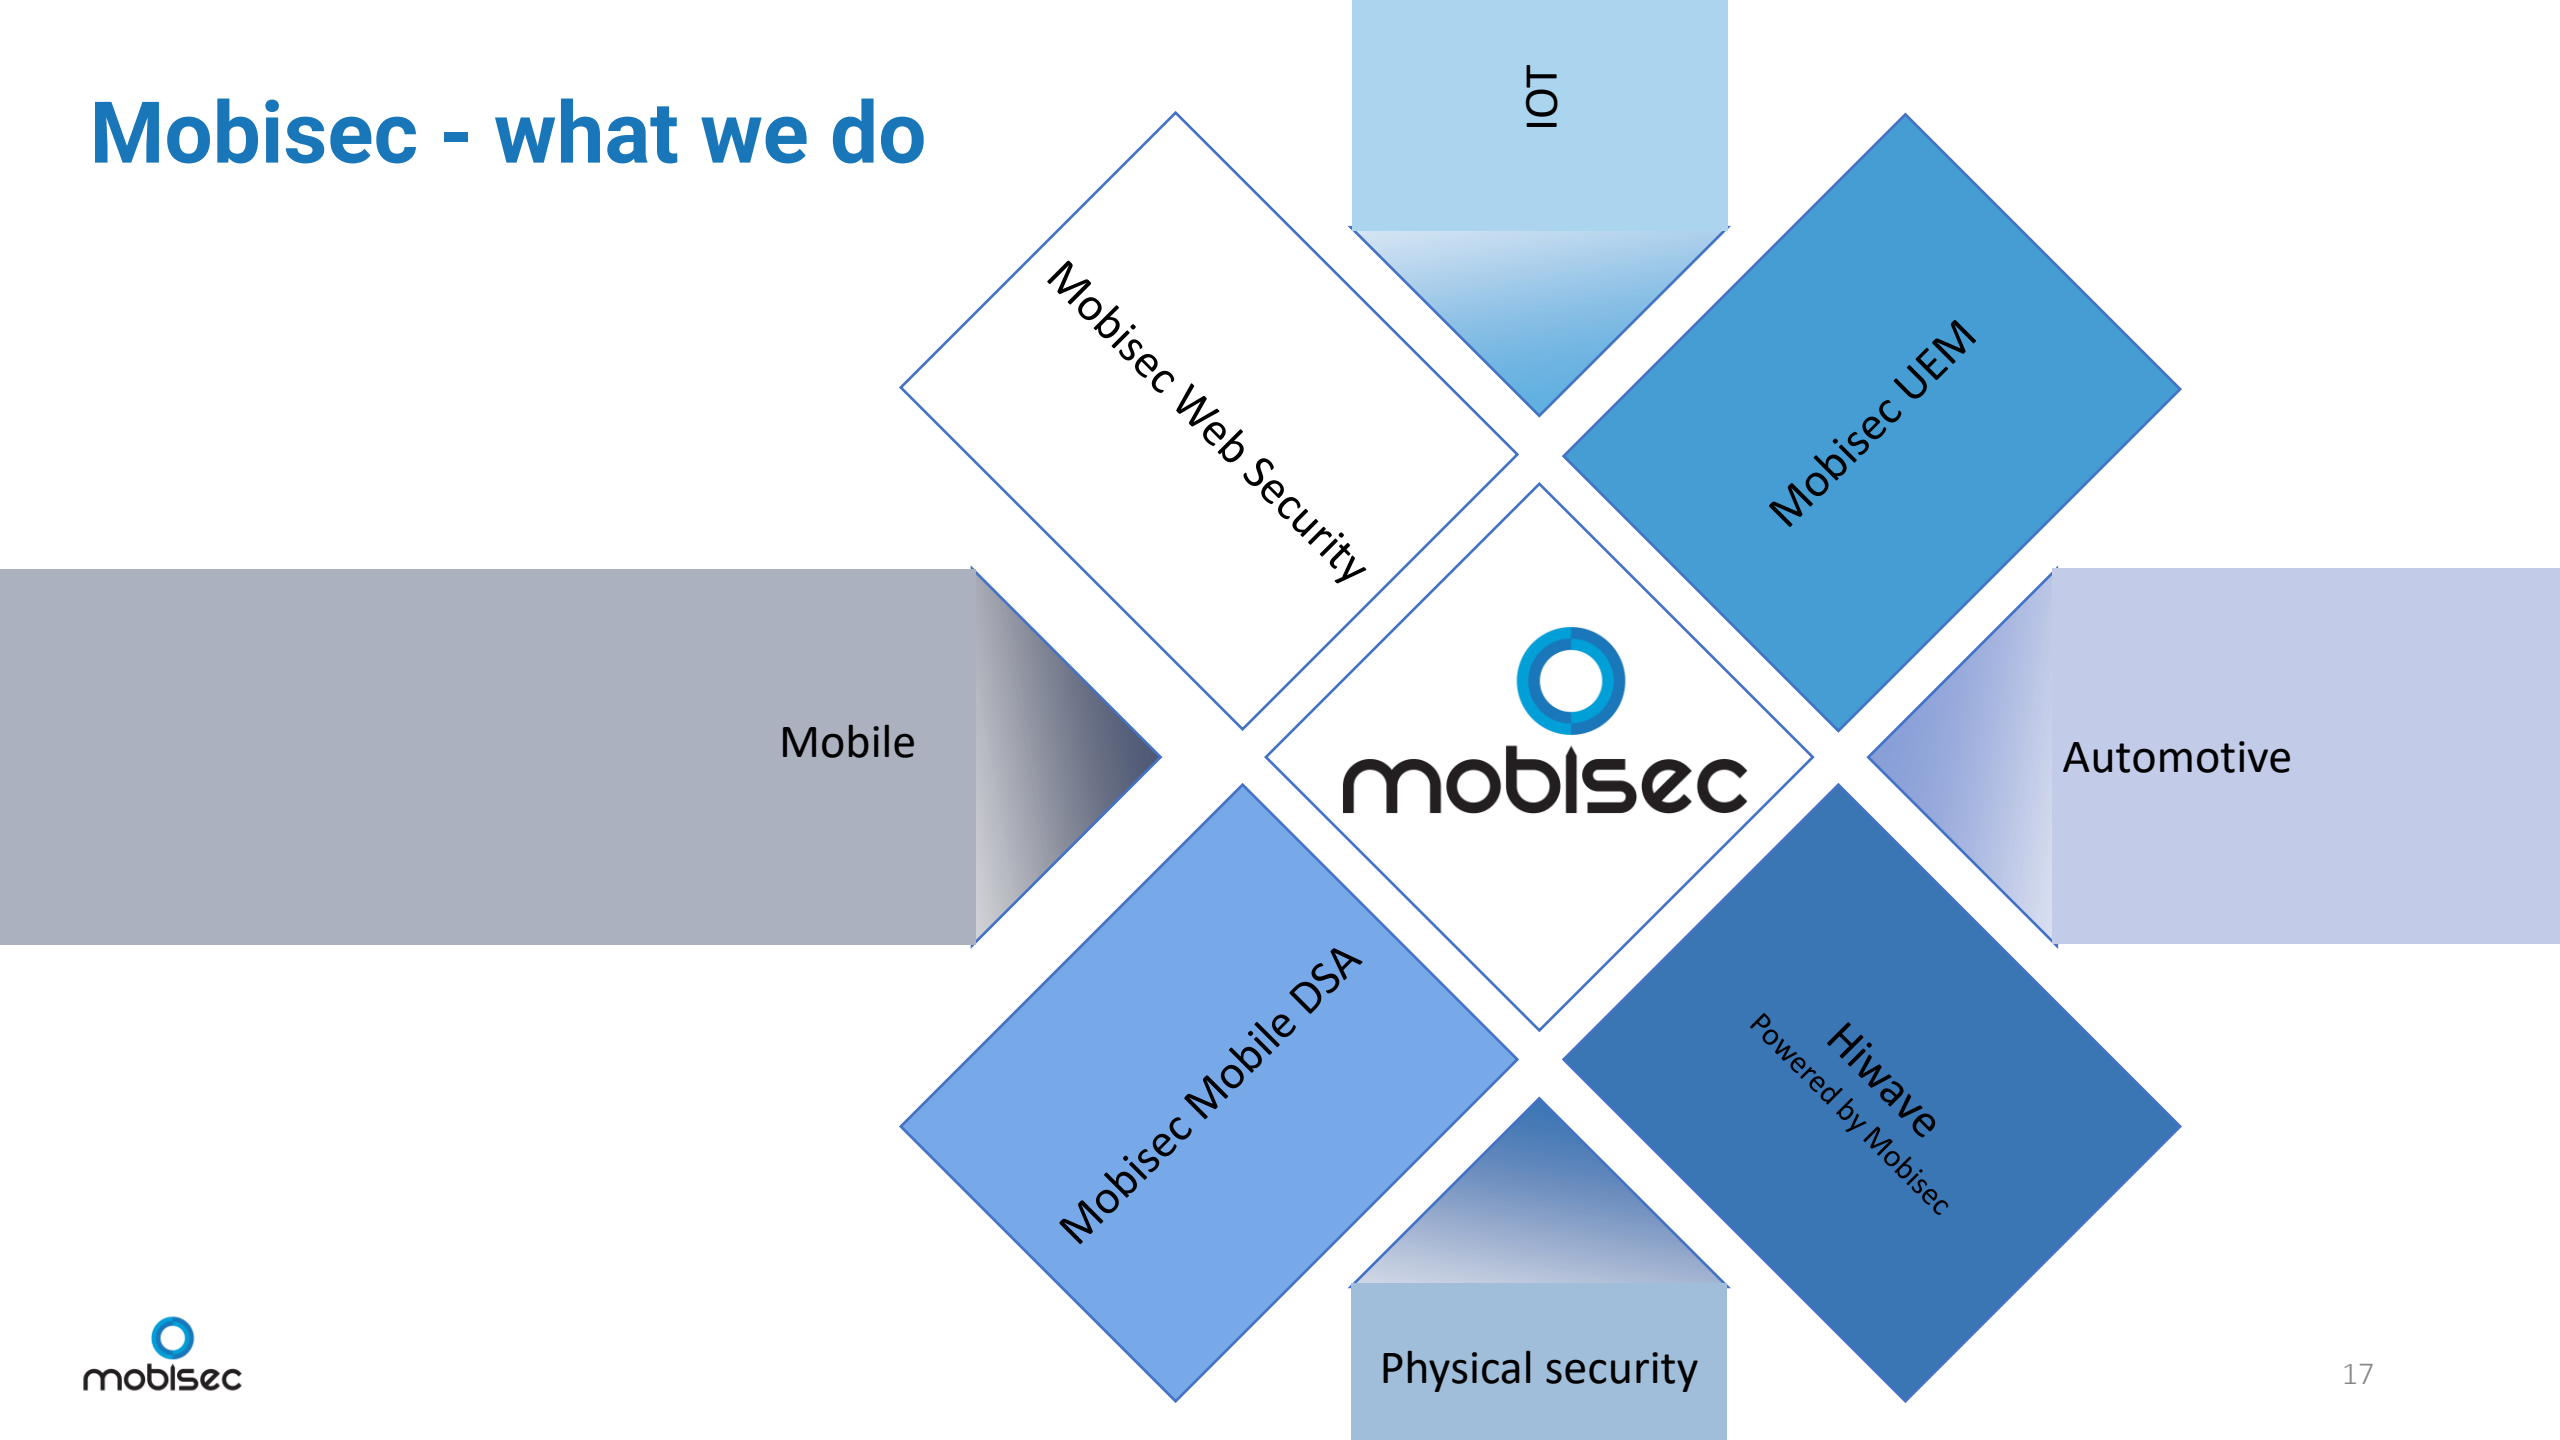 Mobisec - what we do
IOT
Mobisec Web Security
Mobisec UEM
Mobile
mobisec
Automotive
Mobisec Mobile DSA
Hiwave
Powered by Mobisec
Physical security
mobisec
17